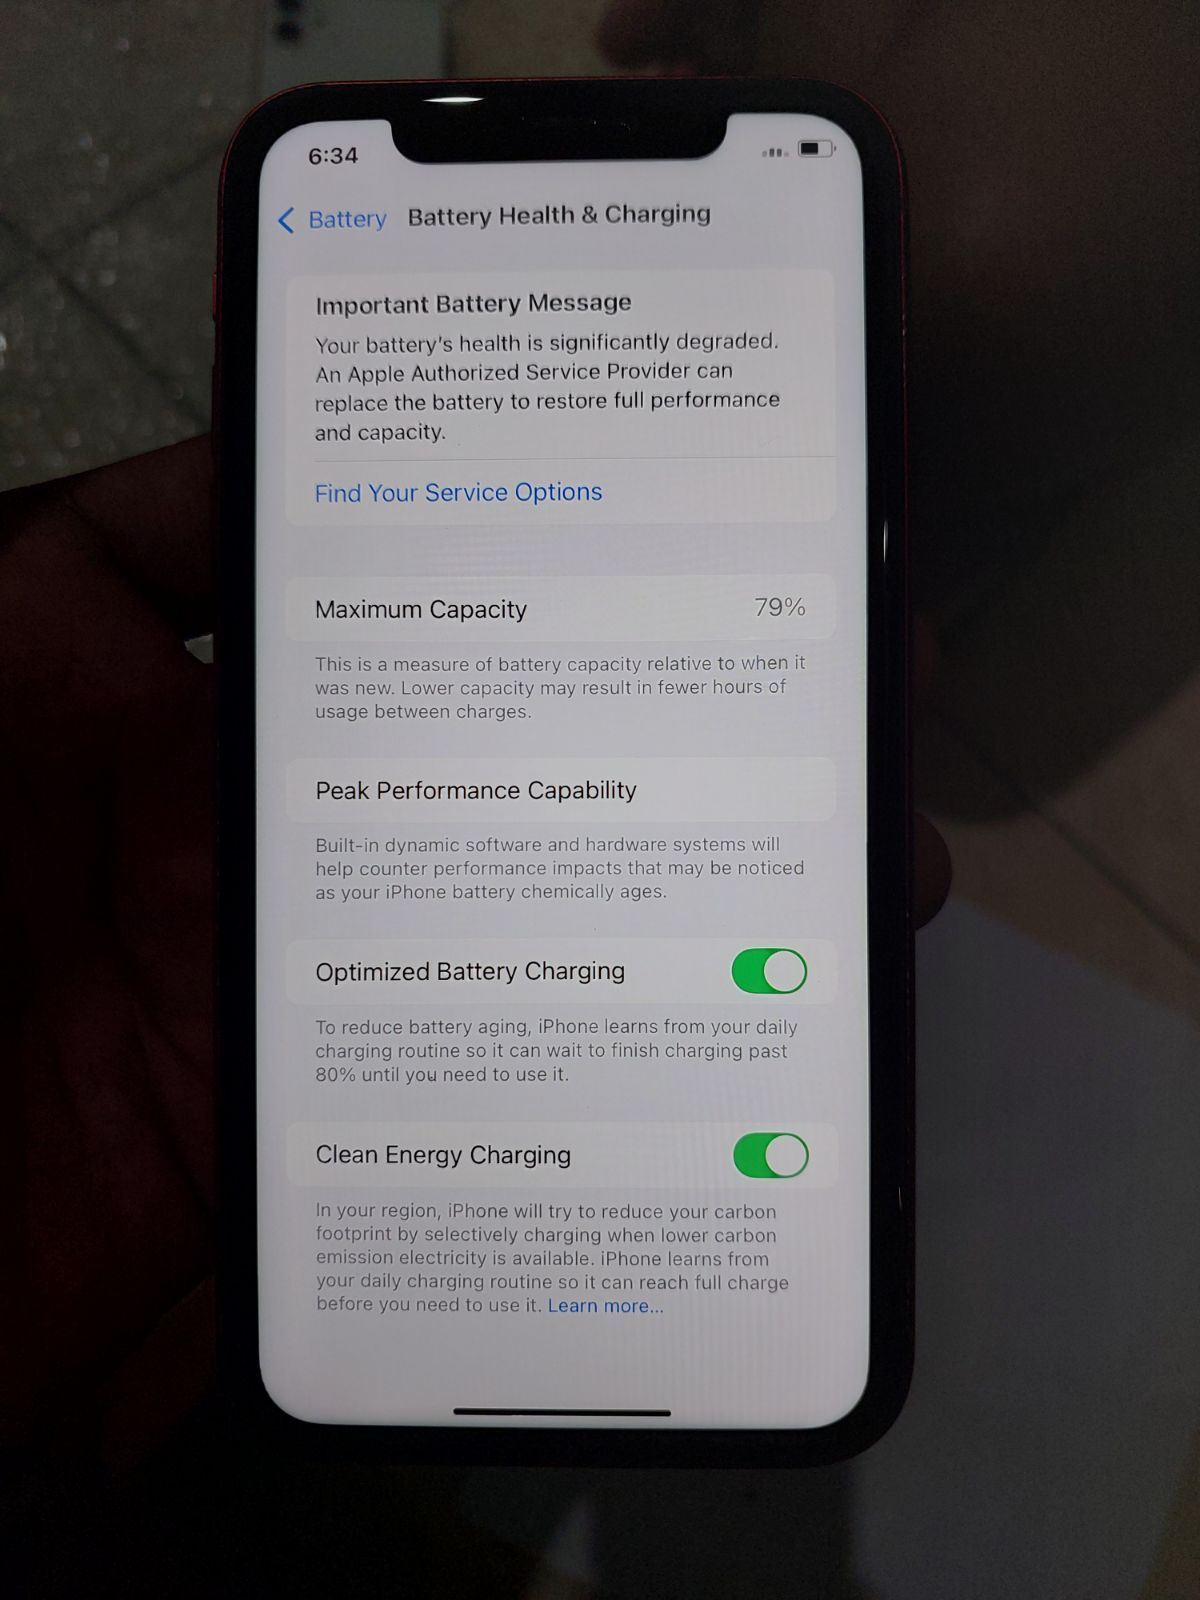 6:34
Battery Battery Health & Charging
Important Battery Message
Your battery's health is significantly degraded.
An Apple Authorized Service Provider can
replace the battery to restore full performance
and capacity.
Find Your Service Options
Maximum Capacity 79%
This is a measure of battery capacity relative to when it
was new. Lower capacity may result in fewer hours of
usage between charges.
Peak Performance Capability
Built-in dynamic software and hardware systems will
help counter performance impacts that may be noticed
as your iPhone battery chemically ages.
Optimized Battery Charging
To reduce battery aging, iPhone learns from your daily
charging routine so it can wait to finish charging past
80% until you need to use it.
Clean Energy Charging
In your region, iPhone will try to reduce your carbon
footprint by selectively charging when lower carbon
emission electricity is available. iPhone learns from
your daily charging routine so it can reach full charge
before you need to use it. Learn more...